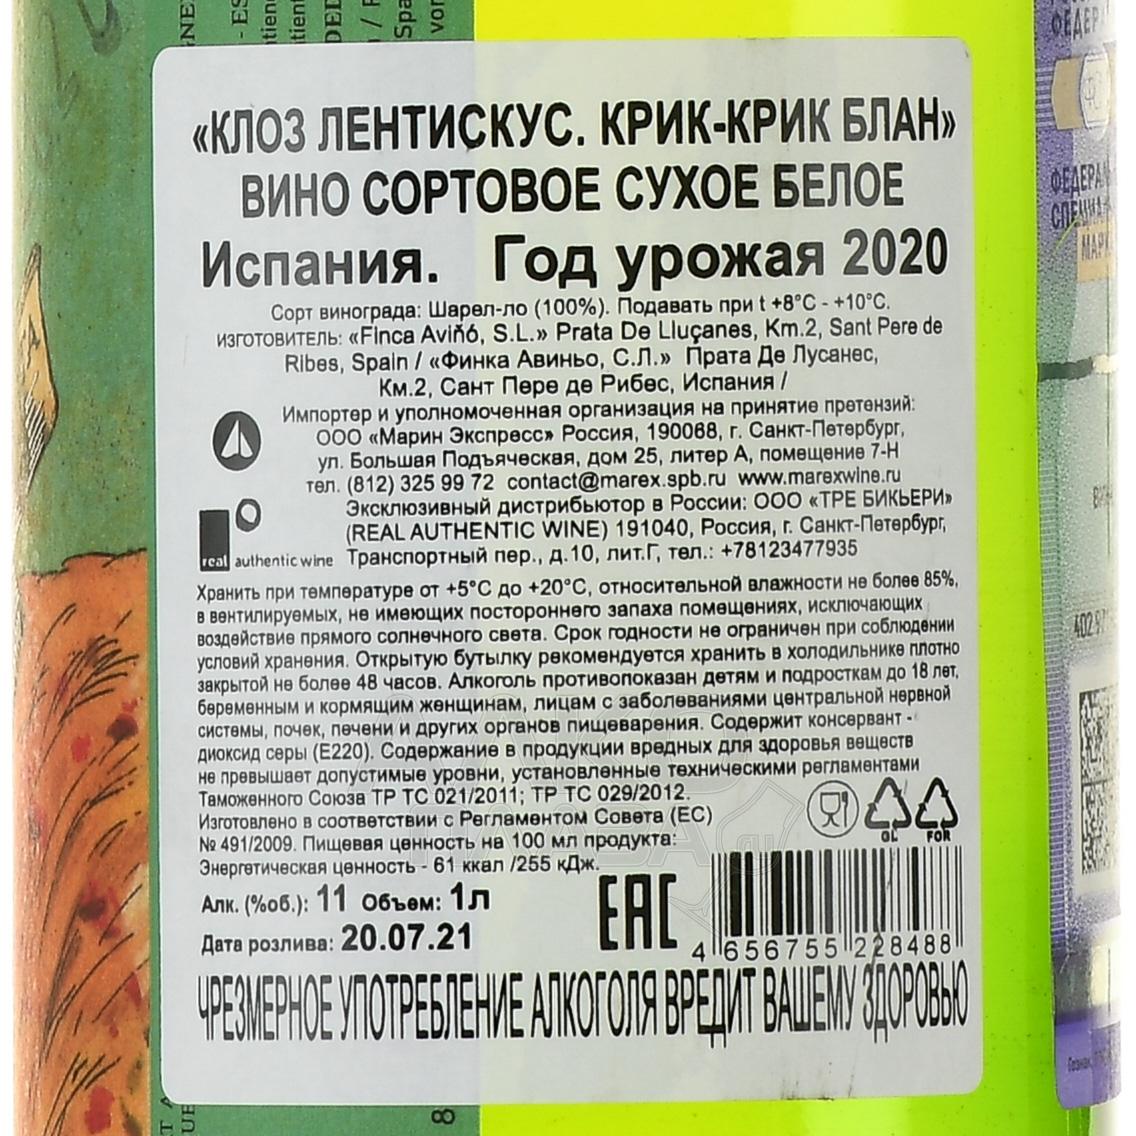 «КЛОЗ ЛЕНТИСКУС. КРИК-КРИК БЛАН»
ВИНО СОРТОВОЕ СУХОЕ БЕЛОЕ
Испания. Год урожая 2020
Сорт винограда: Шарел-ло (100%). Подавать при t +8°C - +10°C.
изготовитель: «Finca Aviñó, S.L.» Prata De Lluçanes, Km.2, Sant Pere de
Ribes, Spain / «Финка Авиньо, С.Л.» Прата Де Лусанес,
Км.2, Сант Пере де Рибес, Испания /
Импортер и уполномоченная организация на принятие претензий:
ООО «Марин Экспресс» Россия, 190068, г. Санкт-Петербург,
ул. Большая Подъяческая, дом 25, литер А, помещение 7-Н
тел. (812) 325 99 72 contact@marex.spb.ru www.marexwine.ru
Эксклюзивный дистрибьютор в России: ООО «ТРЕ БИКЬЕРИ»
(REAL AUTHENTIC WINE) 191040, Россия, г. Санкт-Петербург,
real authentic wine Транспортный пер., д.10, лит.Г, тел.: +78123477935
Хранить при температуре от +5°C до +20°C, относительной влажности не более 85%,
в вентилируемых, не имеющих постороннего запаха помещениях, исключающих
воздействие прямого солнечного света. Срок годности не ограничен при соблюдении
условий хранения. Открытую бутылку рекомендуется хранить в холодильнике плотно
закрытой не более 48 часов. Алкоголь противопоказан детям и подросткам до 18 лет,
беременным и кормящим женщинам, лицам с заболеваниями центральной нервной
системы, почек, печени и других органов пищеварения. Содержит консервант -
диоксид серы (Е220). Содержание в продукции вредных для здоровья веществ
не превышает допустимые уровни, установленные техническими регламентами
Таможенного Союза ТР ТС 021/2011; ТР ТС 029/2012.
Изготовлено в соответствии с Регламентом Совета (ЕС)
№ 491/2009. Пищевая ценность на 100 мл продукта:
Энергетическая ценность - 61 ккал /255 кДж.
GL FOR
Алк. (%об.): 11 Объем: 1л
EAC
Дата розлива: 20.07.21
4 656755 228488
ЧРЕЗМЕРНОЕ УПОТРЕБЛЕНИЕ АЛКОГОЛЯ ВРЕДИТ ВАШЕМУ ЗДОРОВЬЮ